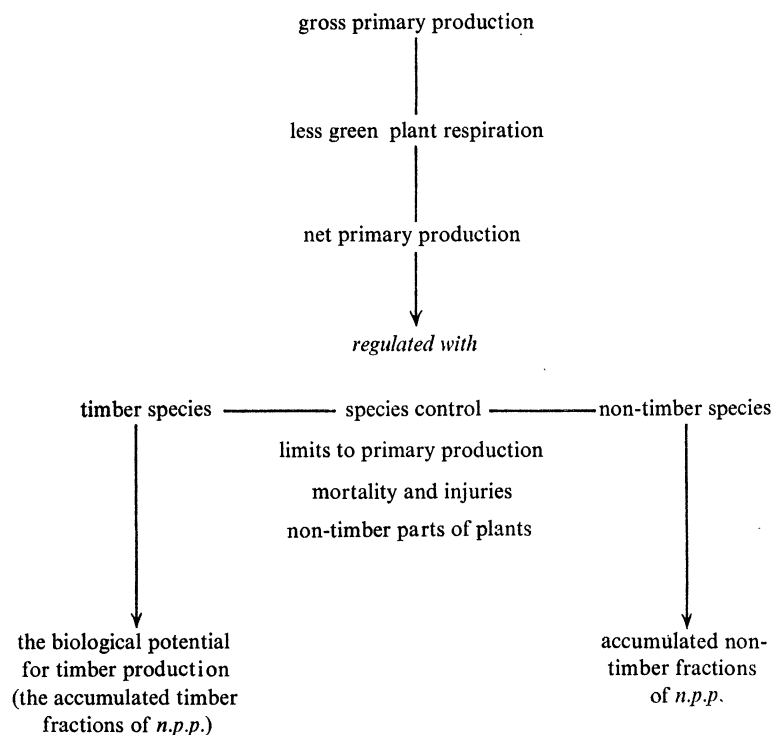 gross primary production
less green plant respiration
net primary production
regulated with
timber species species control non-timber species
limits to primary production
mortality and injuries
non-timber parts of plants
the biological potential
for timber production
(the accumulated timber
fractions of n.p.p.)
accumulated non-
timber fractions
of n.p.p.